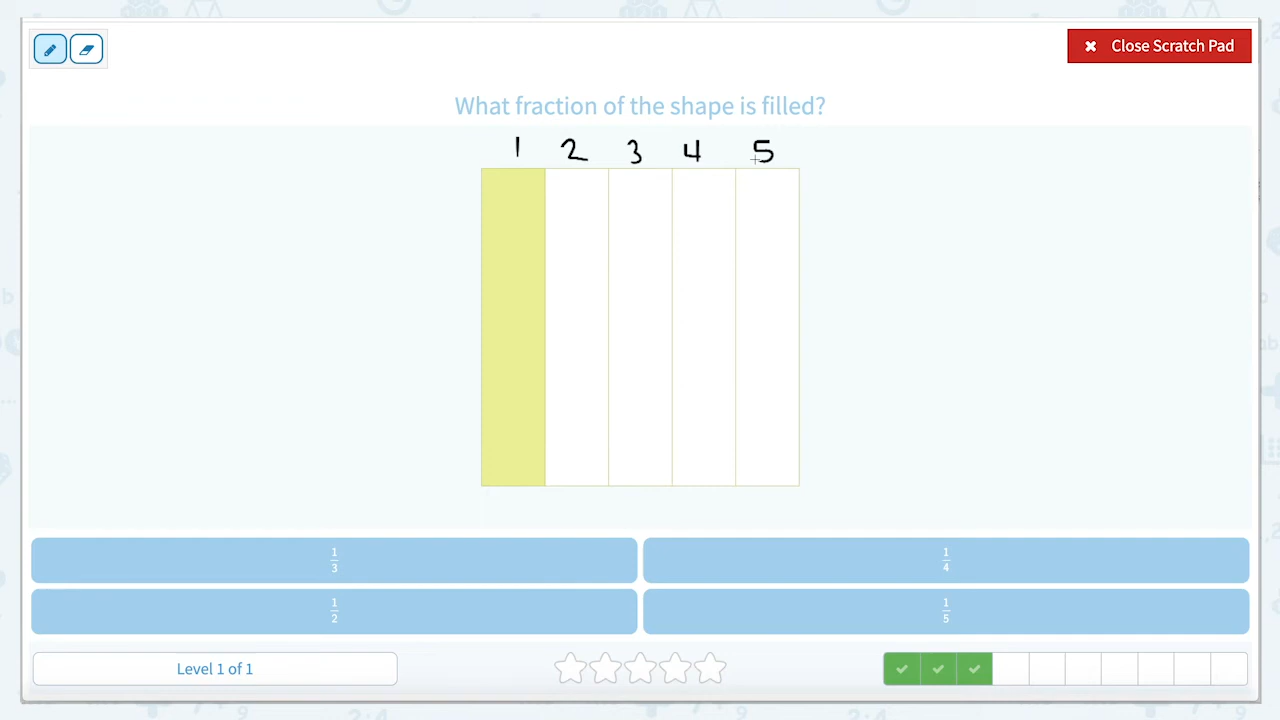 Close Scratch Pad
What fraction of the shape is filled?
1 2 3 4 5
1/3
1/4
1/2
1/5
Level 1 of 1